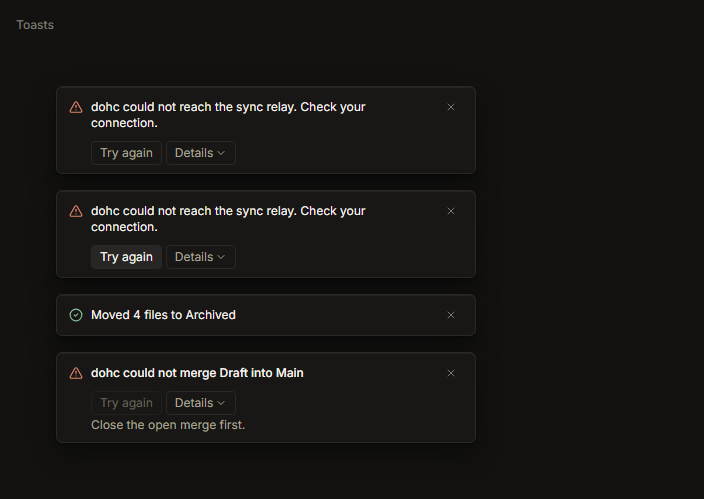 Toasts
dohc could not reach the sync relay. Check your
connection.
Try again Details
dohc could not reach the sync relay. Check your
connection.
Try again Details
Moved 4 files to Archived
dohc could not merge Draft into Main
Try again Details
Close the open merge first.